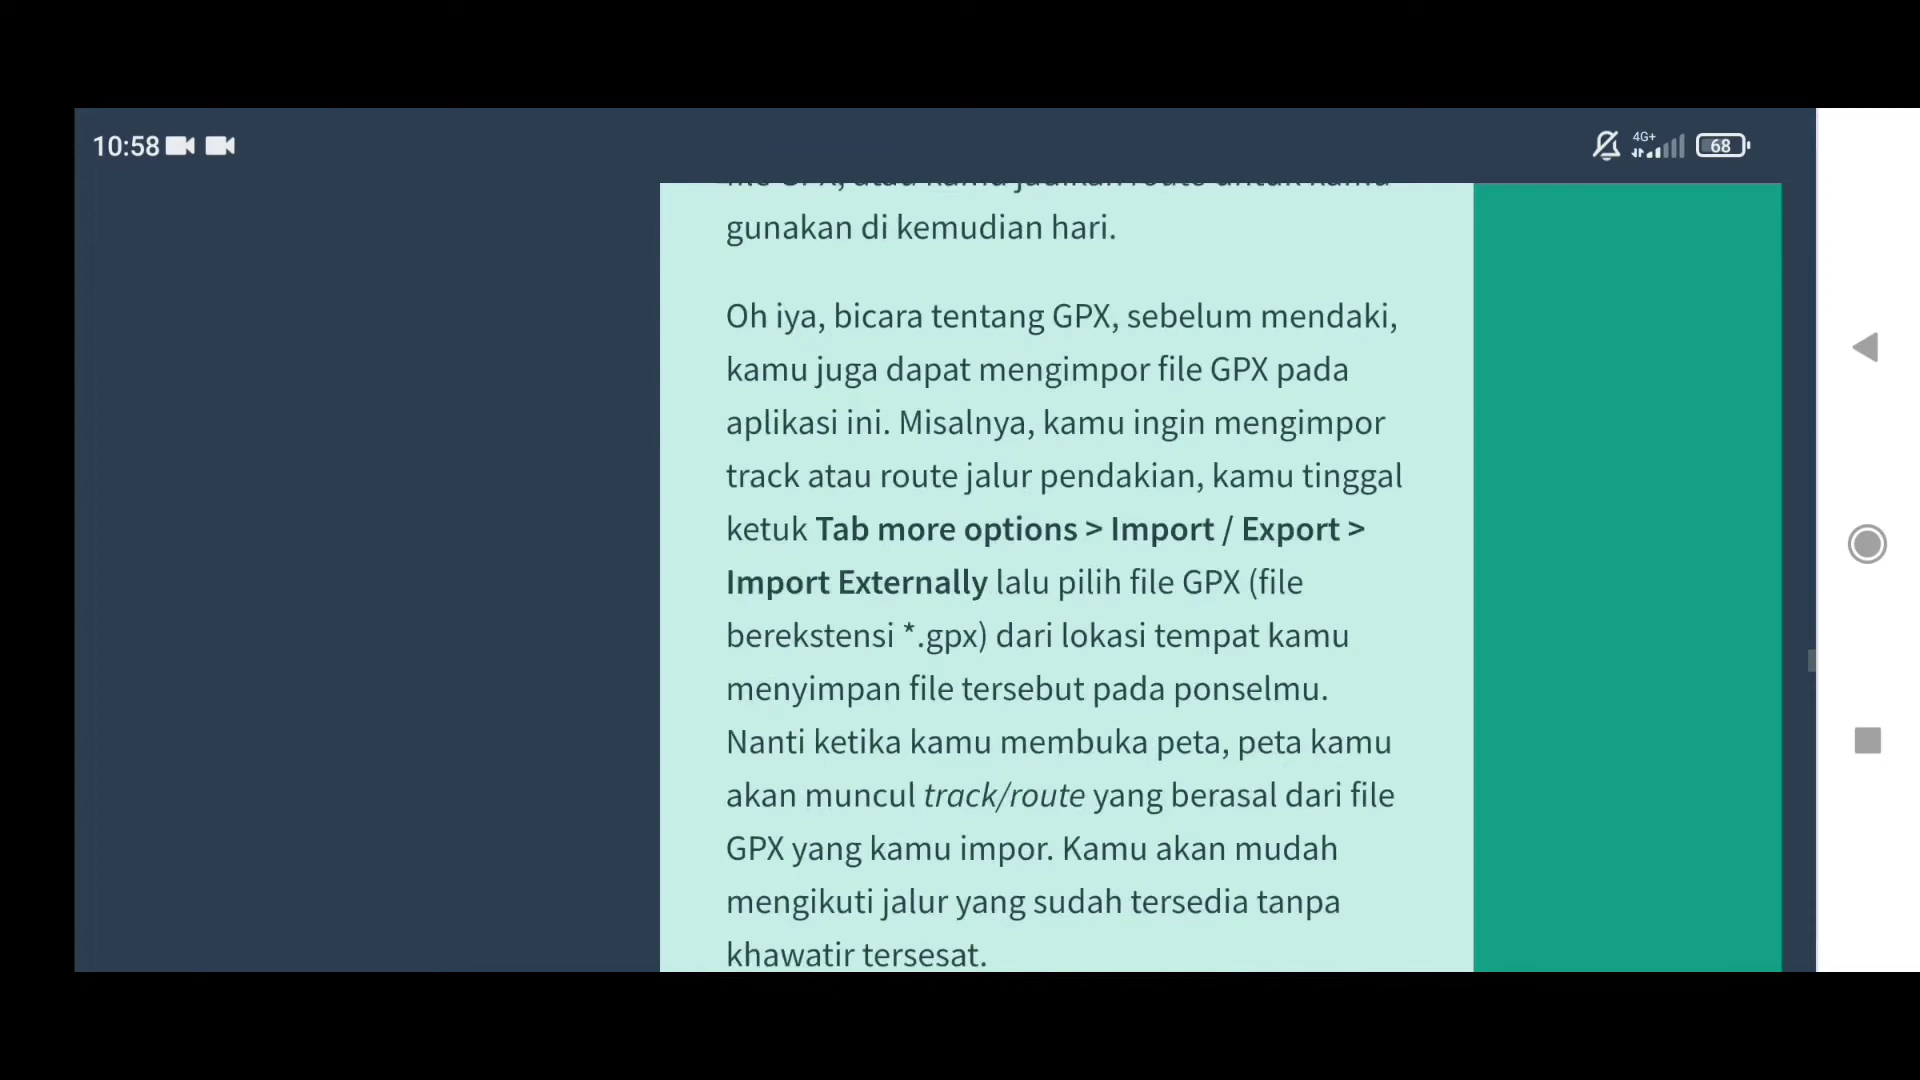 10:58
4G+
68
gunakan di kemudian hari.
Oh iya, bicara tentang GPX, sebelum mendaki,
kamu juga dapat mengimpor file GPX pada
aplikasi ini. Misalnya, kamu ingin mengimpor
track atau route jalur pendakian, kamu tinggal
ketuk Tab more options > Import / Export >
Import Externally lalu pilih file GPX (file
berekstensi *.gpx) dari lokasi tempat kamu
menyimpan file tersebut pada ponselmu.
Nanti ketika kamu membuka peta, peta kamu
akan muncul track/route yang berasal dari file
GPX yang kamu impor. Kamu akan mudah
mengikuti jalur yang sudah tersedia tanpa
khawatir tersesat.